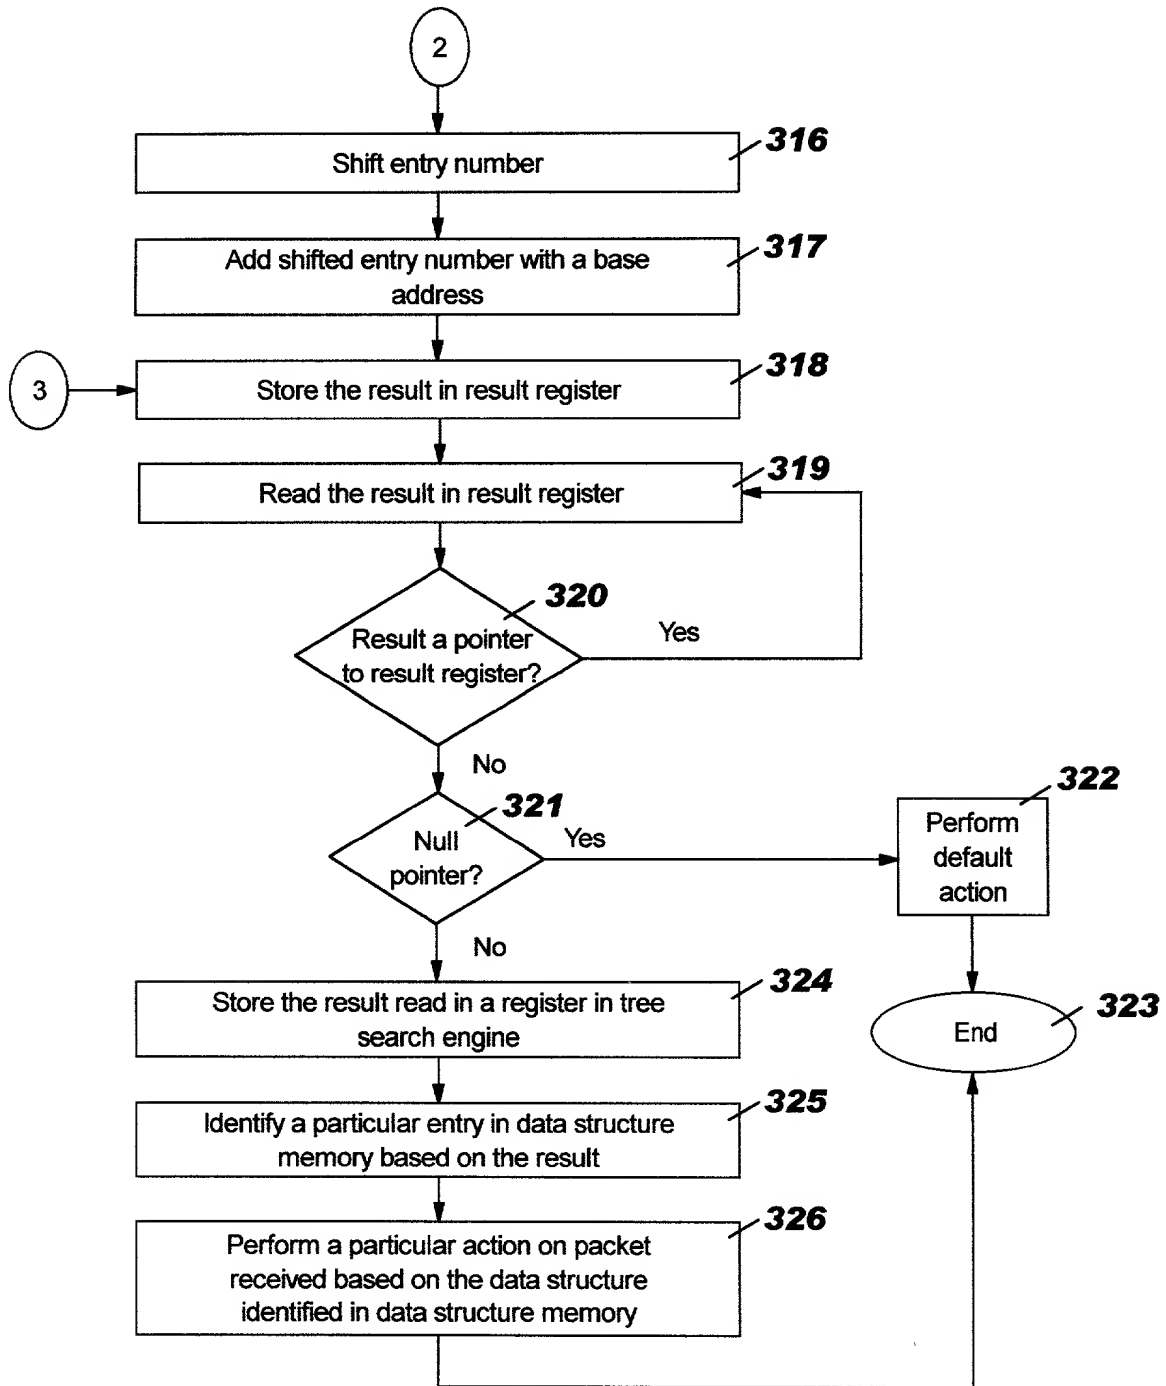 2
316
Shift entry number
317
Add shifted entry number with a base
address
318
3
Store the result in result register
319
Read the result in result register
320
Result a pointer
to result register?
Yes
No
321
Null
pointer?
Yes
322
Perform
default
action
No
324
Store the result read in a register in tree
search engine
323
End
325
Identify a particular entry in data structure
memory based on the result
326
Perform a particular action on packet
received based on the data structure
identified in data structure memory